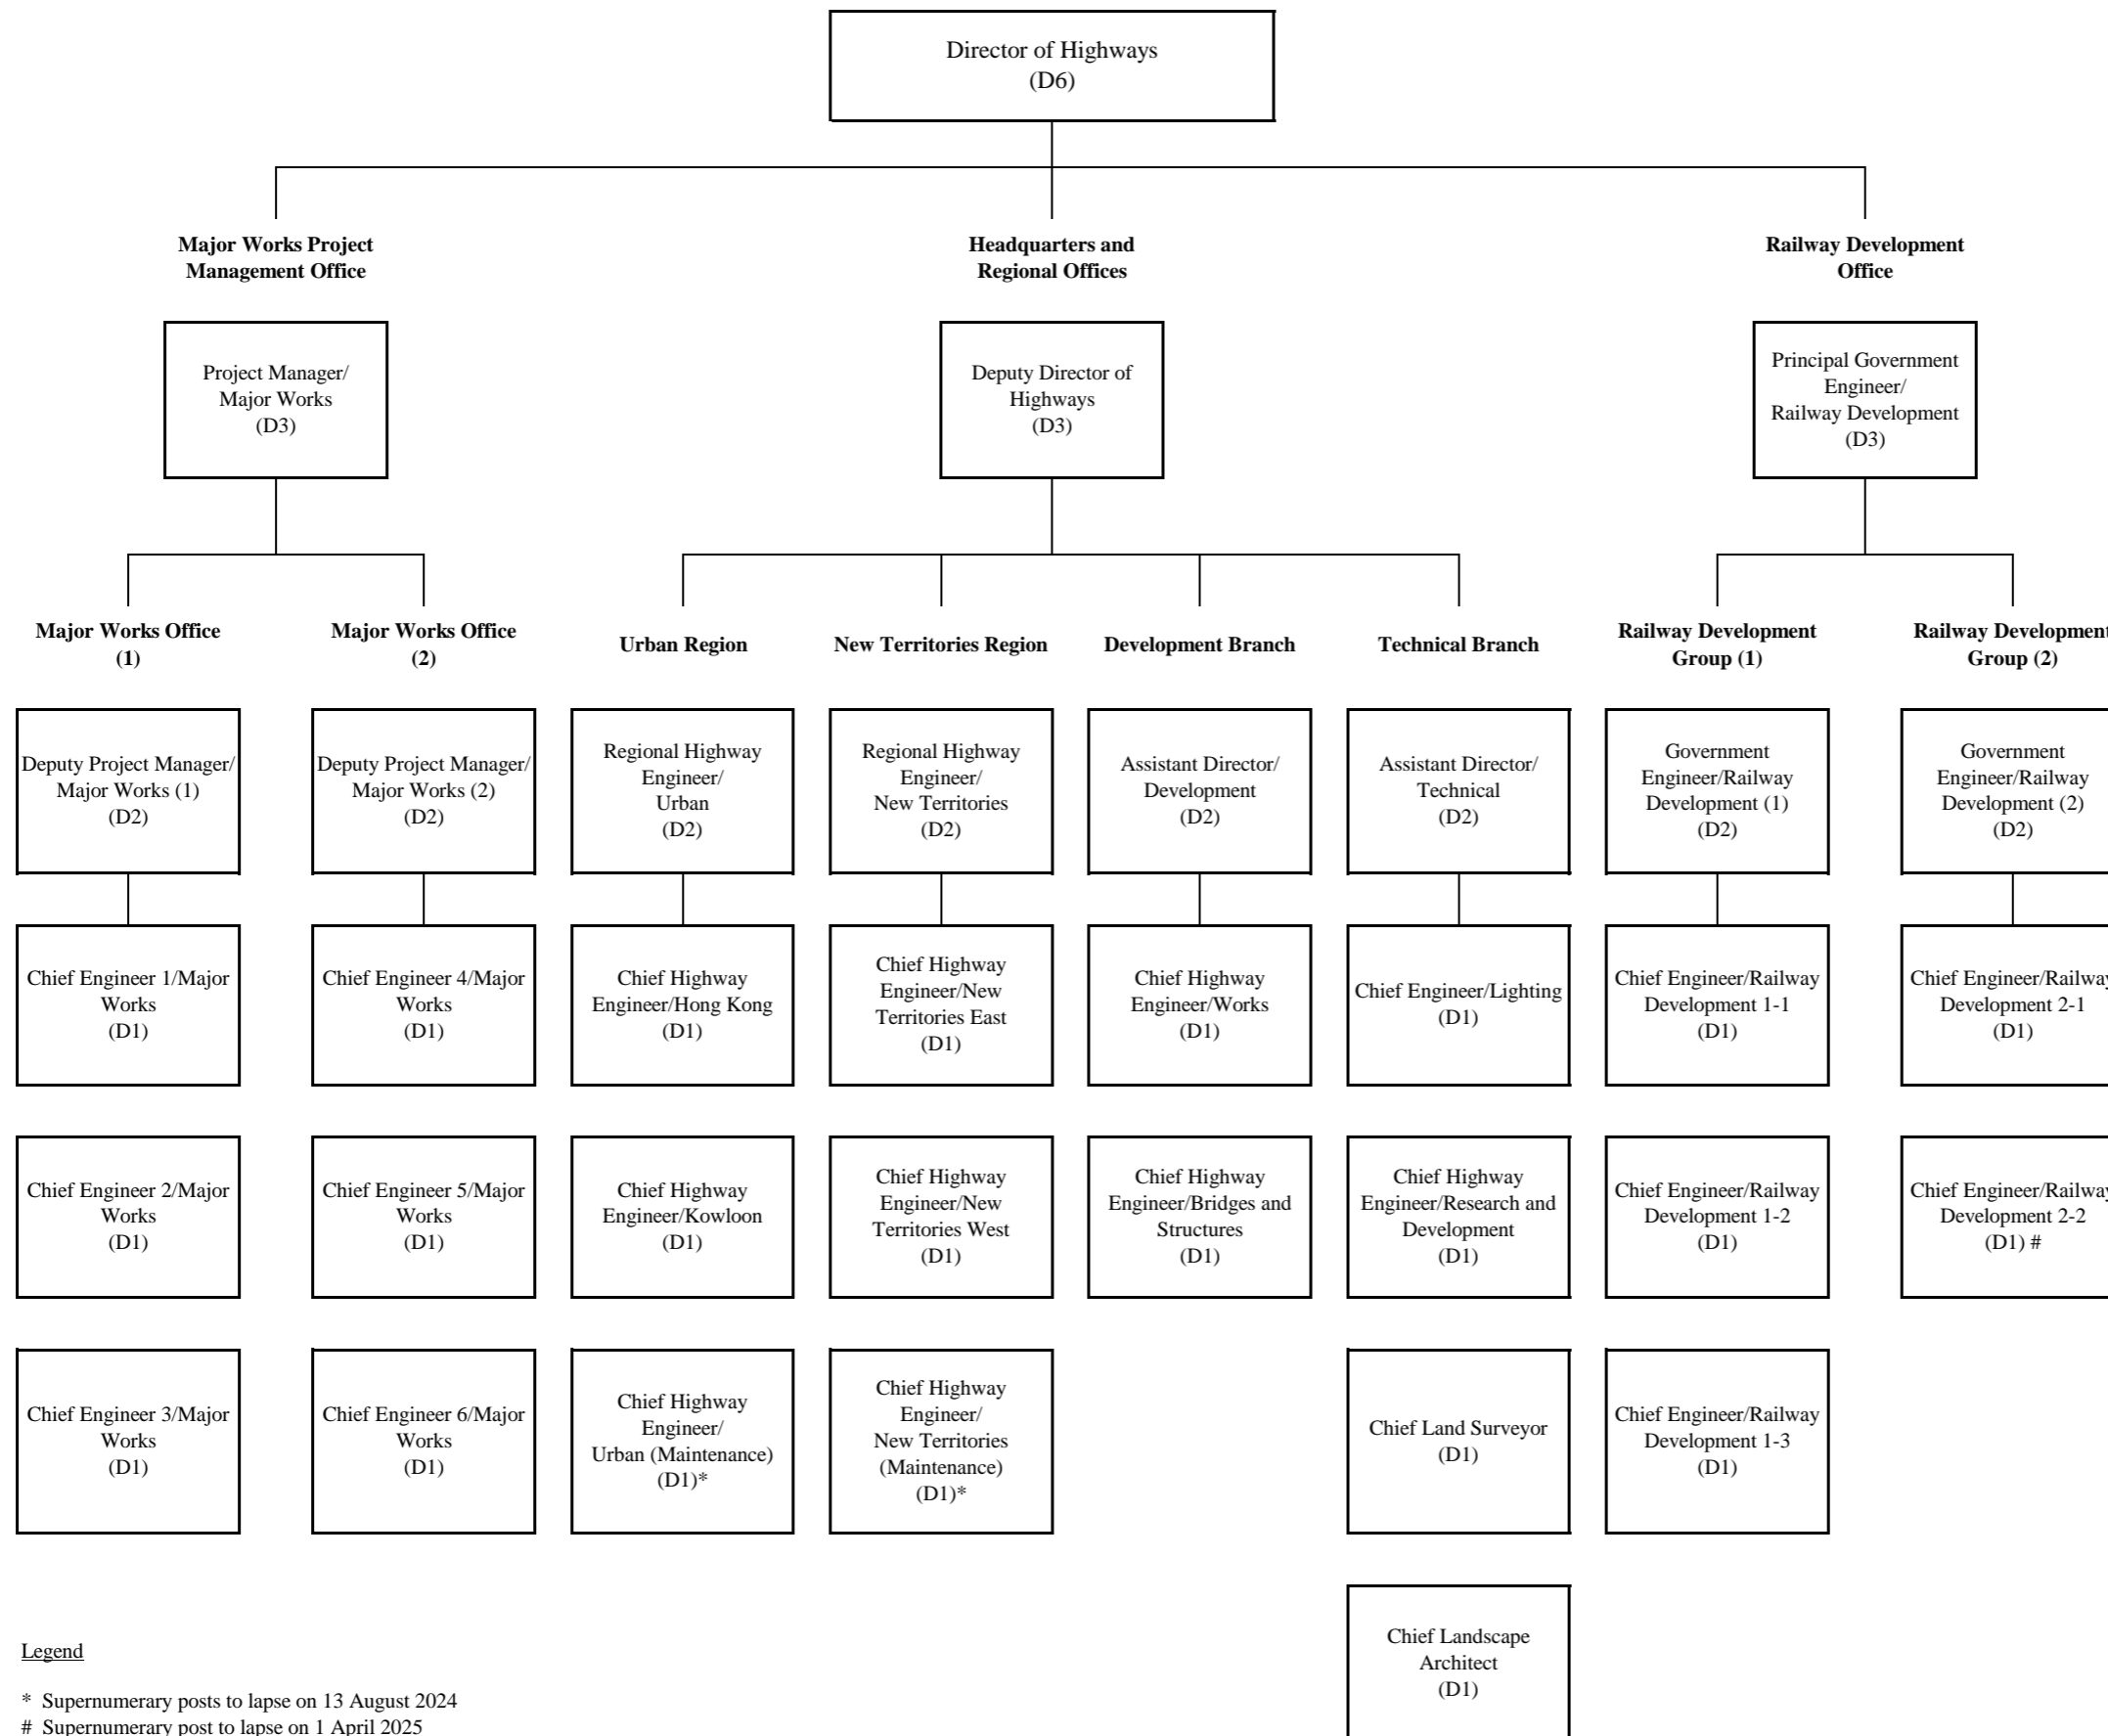 Director of Highways
(D6)
Major Works Project
Management Office
Headquarters and
Regional Offices
Railway Development
Office
Project Manager/
Major Works
(D3)
Deputy Director of
Highways
(D3)
Principal Government
Engineer/
Railway Development
(D3)
Major Works Office
(1)
Major Works Office
(2)
Urban Region
New Territories Region
Development Branch
Technical Branch
Railway Development
Group (1)
Railway Development
Group (2)
Deputy Project Manager/
Major Works (1)
(D2)
Deputy Project Manager/
Major Works (2)
(D2)
Regional Highway
Engineer/
Urban
(D2)
Regional Highway
Engineer/
New Territories
(D2)
Assistant Director/
Development
(D2)
Assistant Director/
Technical
(D2)
Government
Engineer/Railway
Development (1)
(D2)
Government
Engineer/Railway
Development (2)
(D2)
Chief Engineer 1/Major
Works
(D1)
Chief Engineer 4/Major
Works
(D1)
Chief Highway
Engineer/Hong Kong
(D1)
Chief Highway
Engineer/New
Territories East
(D1)
Chief Highway
Engineer/Works
(D1)
Chief Engineer/Lighting
(D1)
Chief Engineer/Railway
Development 1-1
(D1)
Chief Engineer/Railway
Development 2-1
(D1)
Chief Engineer 2/Major
Works
(D1)
Chief Engineer 5/Major
Works
(D1)
Chief Highway
Engineer/Kowloon
(D1)
Chief Highway
Engineer/New
Territories West
(D1)
Chief Highway
Engineer/Bridges and
Structures
(D1)
Chief Highway
Engineer/Research and
Development
(D1)
Chief Engineer/Railway
Development 1-2
(D1)
Chief Engineer/Railway
Development 2-2
(D1) #
Chief Engineer 3/Major
Works
(D1)
Chief Engineer 6/Major
Works
(D1)
Chief Highway
Engineer/
Urban (Maintenance)
(D1)*
Chief Highway
Engineer/
New Territories
(Maintenance)
(D1)*
Chief Land Surveyor
(D1)
Chief Engineer/Railway
Development 1-3
(D1)
Chief Landscape
Architect
(D1)
Legend
* Supernumerary posts to lapse on 13 August 2024
# Supernumerary post to lapse on 1 April 2025